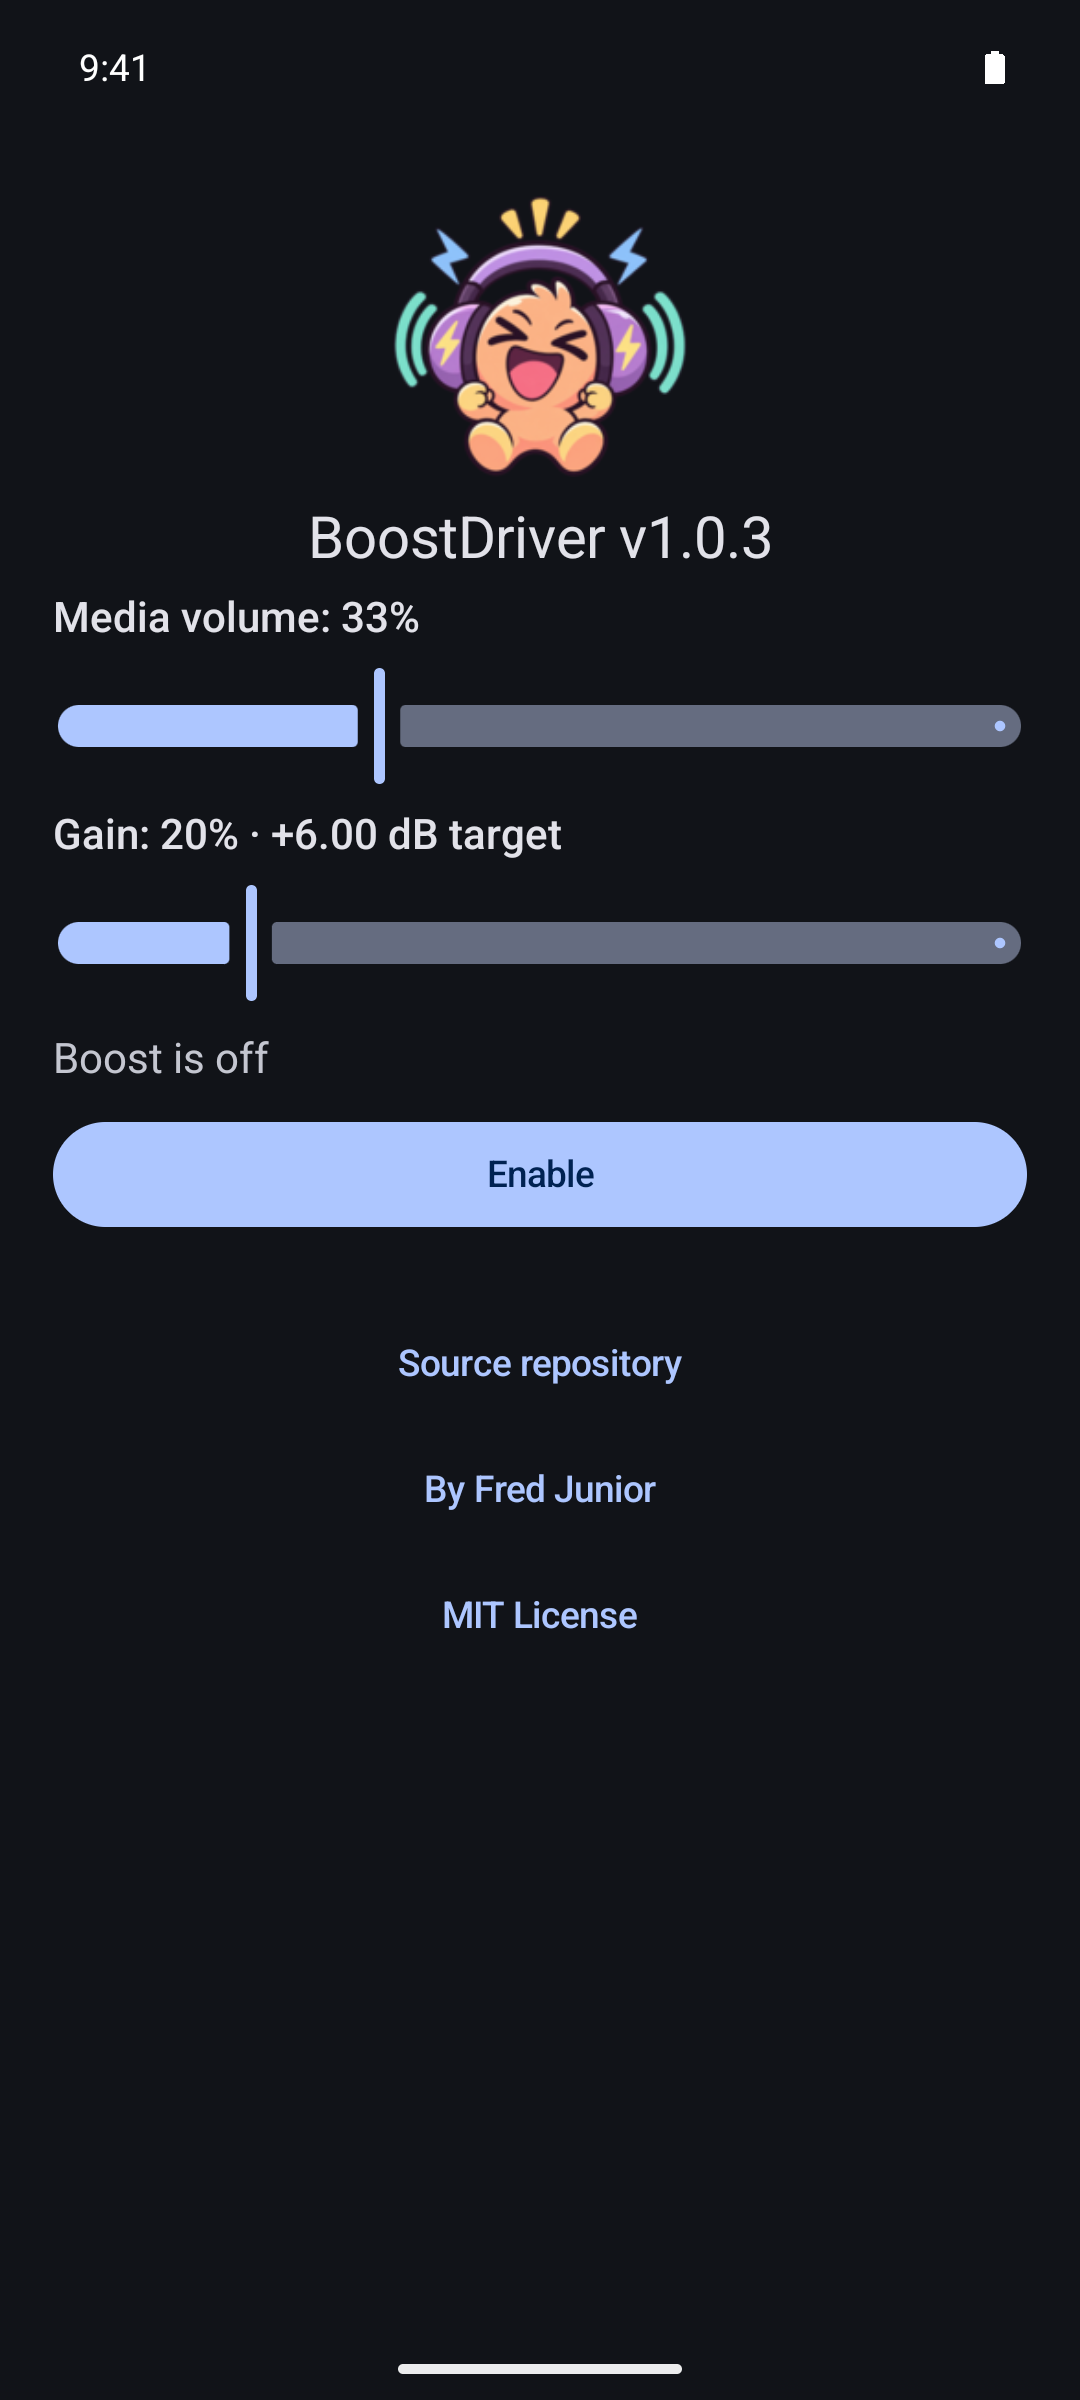 9:41
BoostDriver v1.0.3
Media volume: 33%
Gain: 20% · +6.00 dB target
Boost is off
Enable
Source repository
By Fred Junior
MIT License